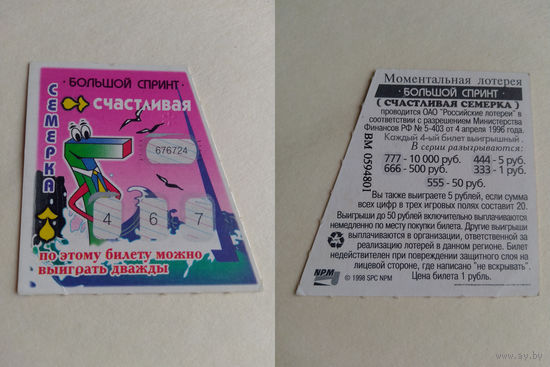 БОЛЬШОЙ СПРИНТ
СЧАСТЛИВАЯ
СЕМЕРКА
676724
4 6 7
по этому билету можно
выиграть дважды
Моментальная лотерея
БОЛЬШОЙ СПРИНТ
( СЧАСТЛИВАЯ СЕМЕРКА )
проводится ОАО "Российские лотереи" в
соответствии с разрешением Министерства
Финансов РФ № 5-403 от 4 апреля 1996 года.
Каждый 4-ый билет выигрышный.
В серии разыгрываются:
777 - 10 000 руб. 444 - 5 руб.
666 - 500 руб. 333 - 1 руб.
555 - 50 руб.
Вы также выиграете 5 рублей, если сумма
всех цифр в трех игровых полях составит 20.
Выигрыши до 50 рублей включительно выплачиваются
немедленно по месту покупки билета. Другие выигрыши
выплачиваются в организации, ответственной за
реализацию лотереи в данном регионе. Билет
недействителен при повреждении защитного слоя на
лицевой стороне, где написано "не вскрывать".
Цена билета 1 рубль.
ВМ 0594801
NPM
© 1998 SPC NPM
www.ay.by